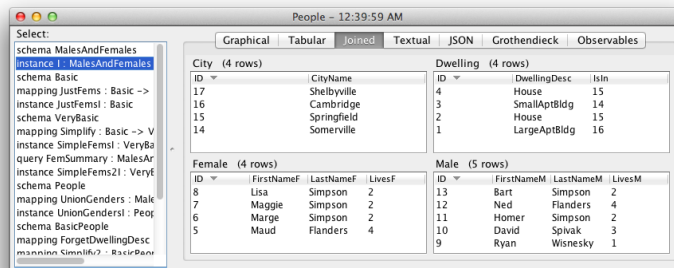 People – 12:39:59 AM
Select:
schema MalesAndFemales
instance I : MalesAndFemales
schema Basic
mapping JustFems : Basic ->
instance JustFemsI : Basic
schema VeryBasic
mapping Simplify : Basic -> V
instance SimpleFemsI : VeryBa
query FemSummary : MalesAr
instance SimpleFems2I : VeryB
schema People
mapping UnionGenders : Male
instance UnionGendersI : Peop
schema BasicPeople
mapping ForgetDwellingDesc
mapping Simplify2 : BasicPeop
Graphical Tabular Joined Textual JSON Grothendieck Observables
City (4 rows)
ID CityName
17 Shelbyville
16 Cambridge
15 Springfield
14 Somerville
Dwelling (4 rows)
ID DwellingDesc IsIn
4 House 15
3 SmallAptBldg 14
2 House 15
1 LargeAptBldg 16
Female (4 rows)
ID FirstNameF LastNameF LivesF
8 Lisa Simpson 2
7 Maggie Simpson 2
6 Marge Simpson 2
5 Maud Flanders 4
Male (5 rows)
ID FirstNameM LastNameM LivesM
13 Bart Simpson 2
12 Ned Flanders 4
11 Homer Simpson 2
10 David Spivak 3
9 Ryan Wisnesky 1